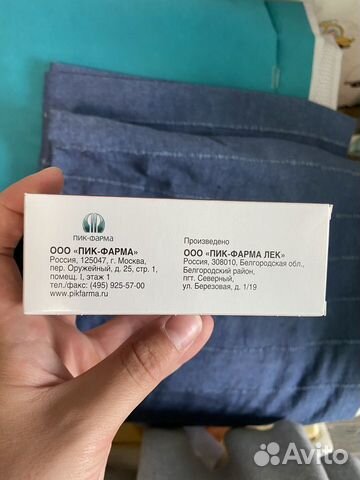 ПИК-ФАРМА
ООО "ПИК-ФАРМА"
Россия, 125047, г. Москва,
пер. Оружейный, д. 25, стр. 1,
помещ. I, этаж 1
тел./факс: (495) 925-57-00
www.pikfarma.ru
Произведено
ООО "ПИК-ФАРМА ЛЕК"
Россия, 308010, Белгородская обл.,
Белгородский район,
пгт. Северный,
ул. Березовая, д. 1/19
Avito